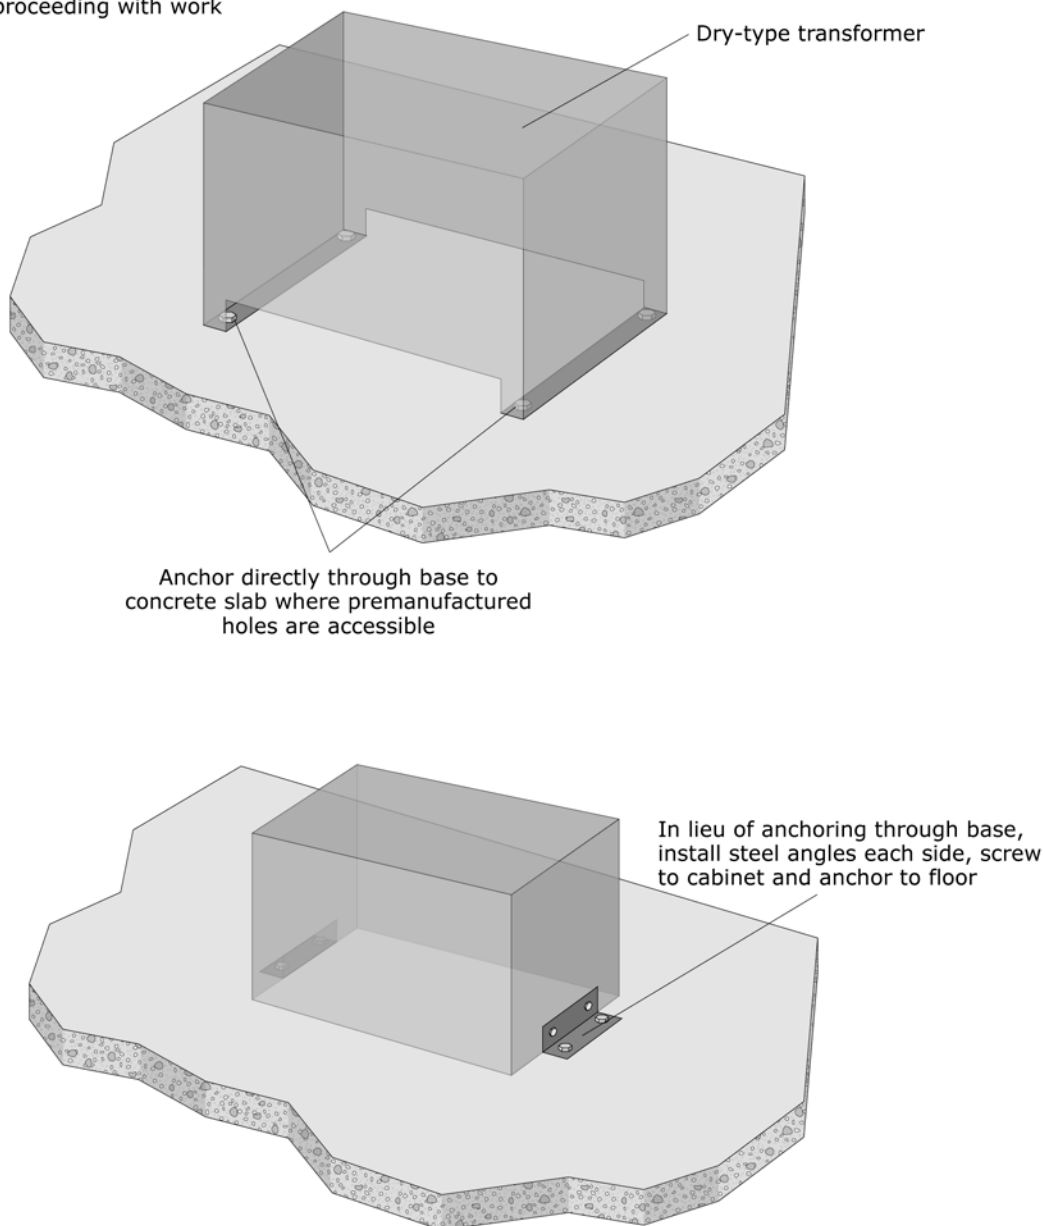 proceeding with work
Dry-type transformer
Anchor directly through base to
concrete slab where premanufactured
holes are accessible
In lieu of anchoring through base,
install steel angles each side, screw
to cabinet and anchor to floor